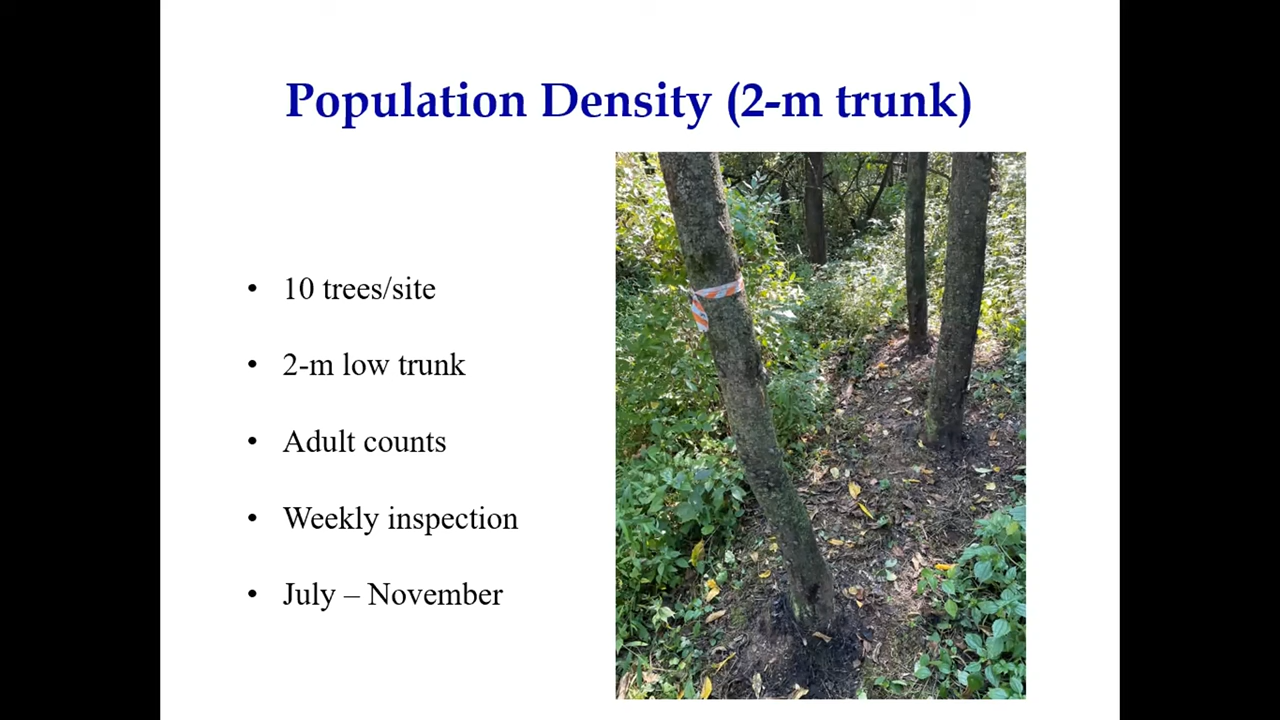 Population Density (2-m trunk)
• 10 trees/site
• 2-m low trunk
• Adult counts
• Weekly inspection
• July – November